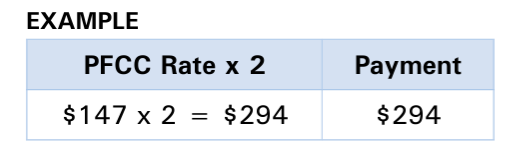 EXAMPLE
PFCC Rate x 2 Payment
$147 x 2 = $294 $294